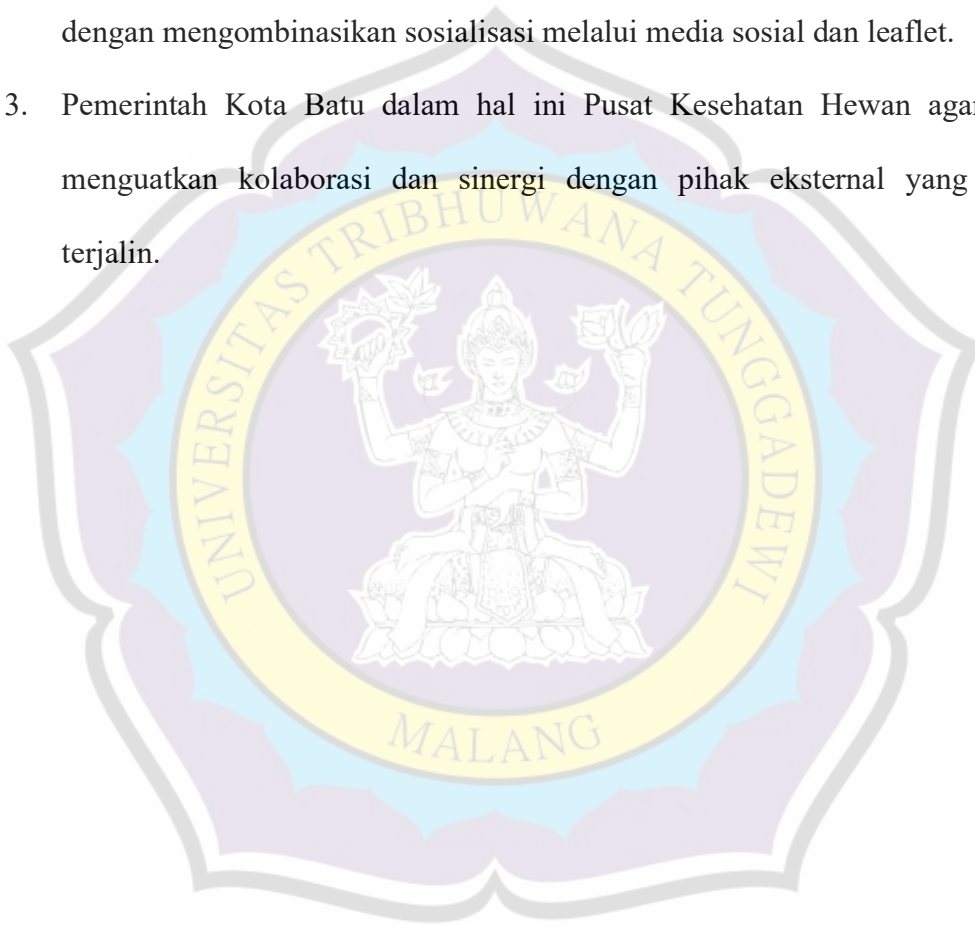 dengan mengombinasikan sosialisasi melalui media sosial dan leaflet.
3. Pemerintah Kota Batu dalam hal ini Pusat Kesehatan Hewan agar
menguatkan kolaborasi dan sinergi dengan pihak eksternal yang
terjalin.
UNIVERSITAS TRIBHUWANA TUNGGADEWI
MALANG